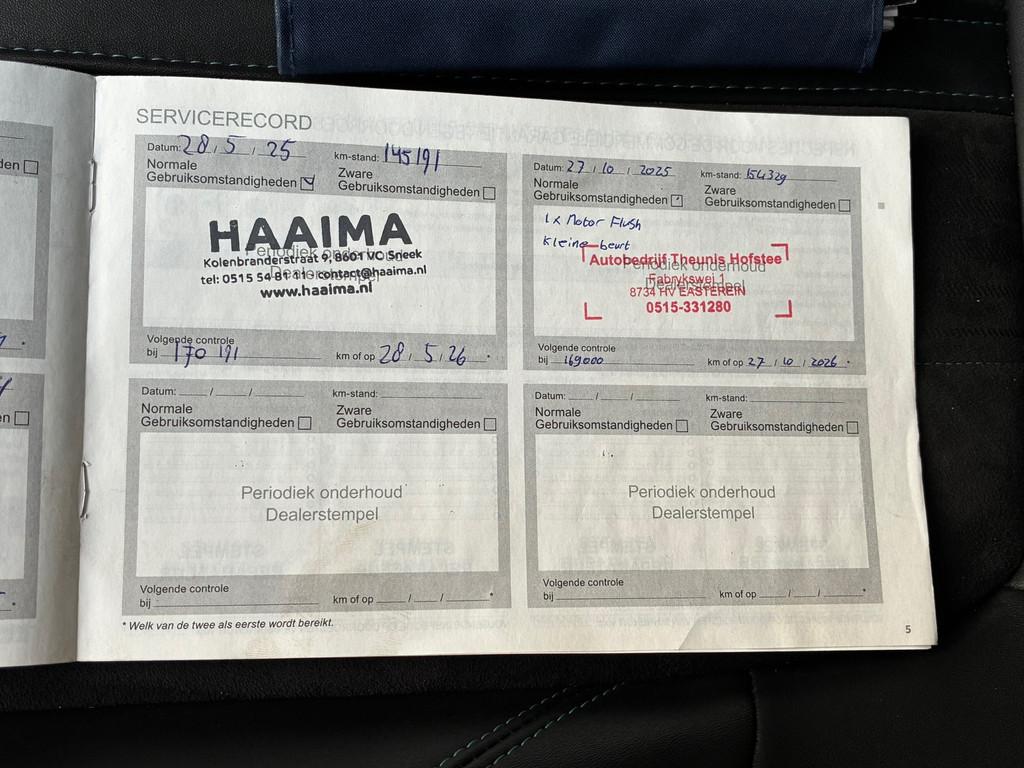 SERVICERECORD
Datum: 28 / 5 / 25 km-stand: 145191
Normale Gebruiksomstandigheden
Zware Gebruiksomstandigheden
Periodiek onderhoud
Dealerstempel
HAAIMA
Kolenbranderstraat 9, 8601 VC Sneek
tel: 0515 54 81 11 - contact@haaima.nl
www.haaima.nl
Volgende controle
bij 170 191 km of op 28 / 5 / 26 *
Datum: 27 / 10 / 2025 km-stand: 154329
Normale Gebruiksomstandigheden
Zware Gebruiksomstandigheden
1x Motor Flush
Kleine beurt
Periodiek onderhoud
Dealerstempel
Autobedrijf Theunis Hofstee
Fabrykswei 1
8734 HV EASTEREIN
0515-331280
Volgende controle
bij 169000 km of op 27 / 10 / 2026 *
Datum: / / km-stand:
Normale Gebruiksomstandigheden
Zware Gebruiksomstandigheden
Periodiek onderhoud
Dealerstempel
Volgende controle
bij km of op / / *
Datum: / / km-stand:
Normale Gebruiksomstandigheden
Zware Gebruiksomstandigheden
Periodiek onderhoud
Dealerstempel
Volgende controle
bij km of op / / *
* Welk van de twee als eerste wordt bereikt.
5